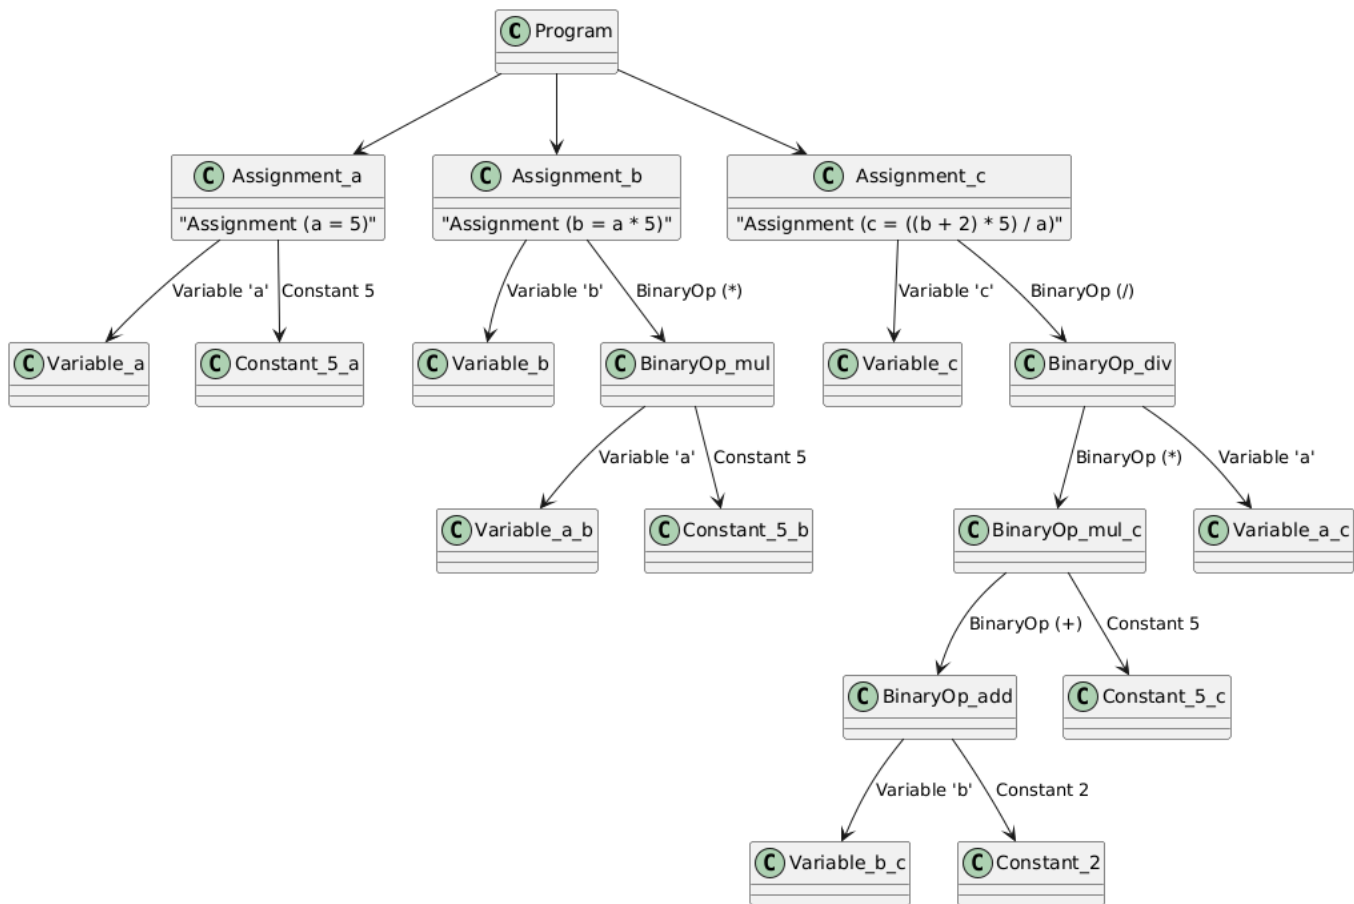 C Program
C Assignment_a
"Assignment (a = 5)"
C Assignment_b
"Assignment (b = a * 5)"
C Assignment_c
"Assignment (c = ((b + 2) * 5) / a)"
Variable 'a'
Constant 5
Variable 'b'
BinaryOp (*)
Variable 'c'
BinaryOp (/)
C Variable_a
C Constant_5_a
C Variable_b
C BinaryOp_mul
C Variable_c
C BinaryOp_div
Variable 'a'
Constant 5
BinaryOp (*)
Variable 'a'
C Variable_a_b
C Constant_5_b
C BinaryOp_mul_c
C Variable_a_c
BinaryOp (+)
Constant 5
C BinaryOp_add
C Constant_5_c
Variable 'b'
Constant 2
C Variable_b_c
C Constant_2